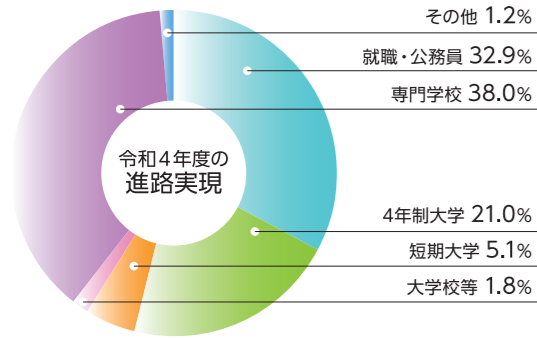 その他 1.2%
就職・公務員 32.9%
専門学校 38.0%
令和4年度の
進路実現
4年制大学 21.0%
短期大学 5.1%
大学校等 1.8%